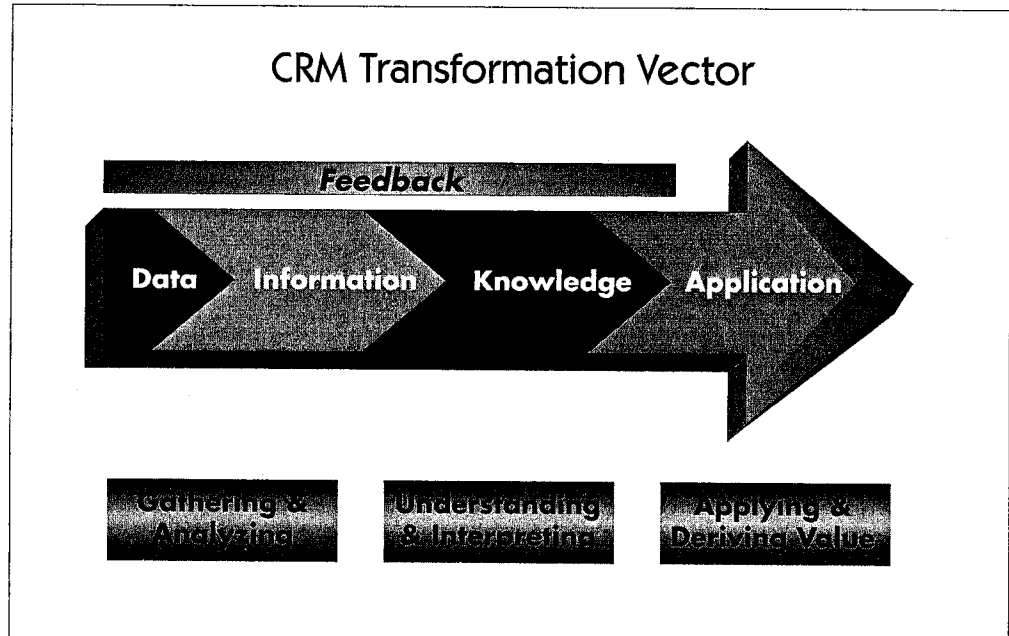 CRM Transformation Vector
Feedback
Data Information Knowledge Application
Gathering &
Analyzing
Understanding
& Interpreting
Applying &
Deriving Value